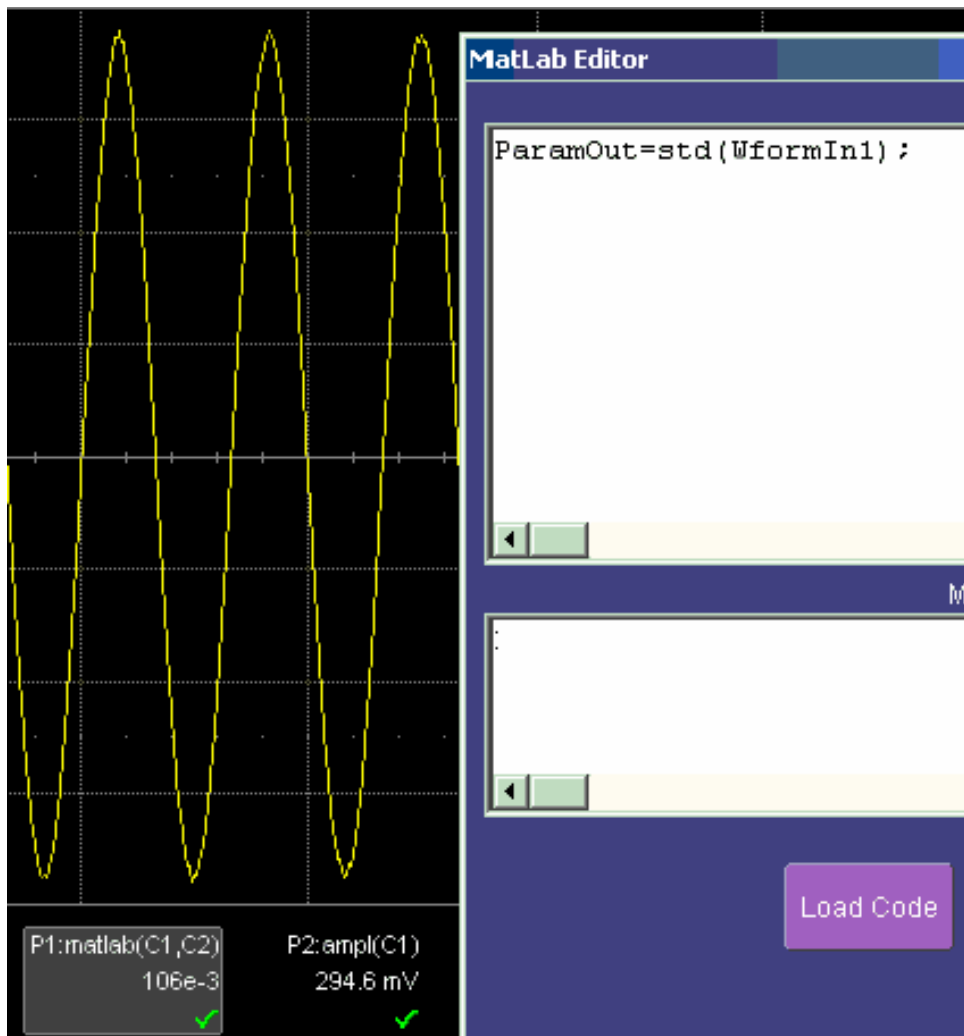 MatLab Editor
ParamOut=std(WformIn1);
M
:
Load Code
P1:matlab(C1,C2)
106e-3
P2:ampl(C1)
294.6 mV